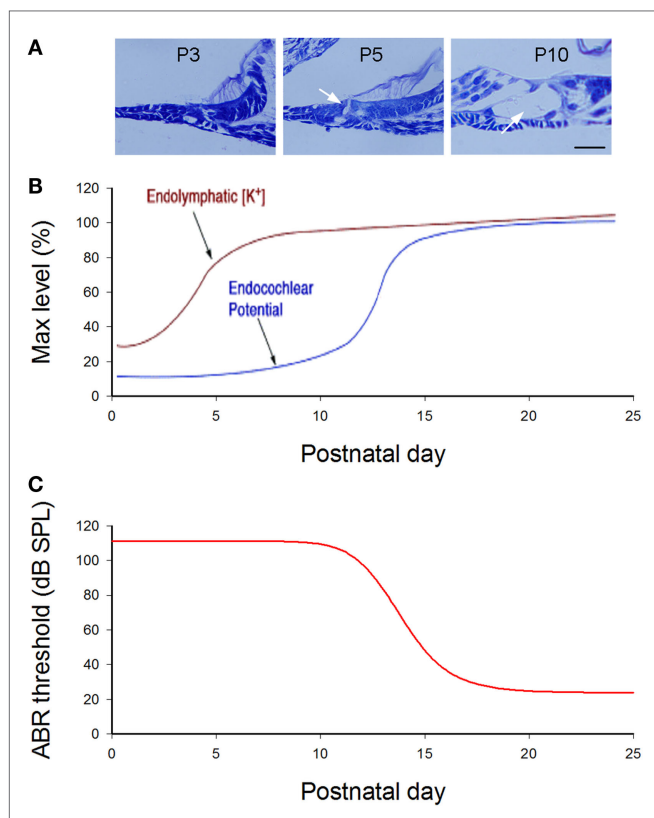 A
P3 P5 P10
B
120
100
80
60
40
20
0
Max level (%)
Endolymphatic [K⁺]
Endocochlear
Potential
0 5 10 15 20 25
Postnatal day
C
120
100
80
60
40
20
0
ABR threshold (dB SPL)
0 5 10 15 20 25
Postnatal day